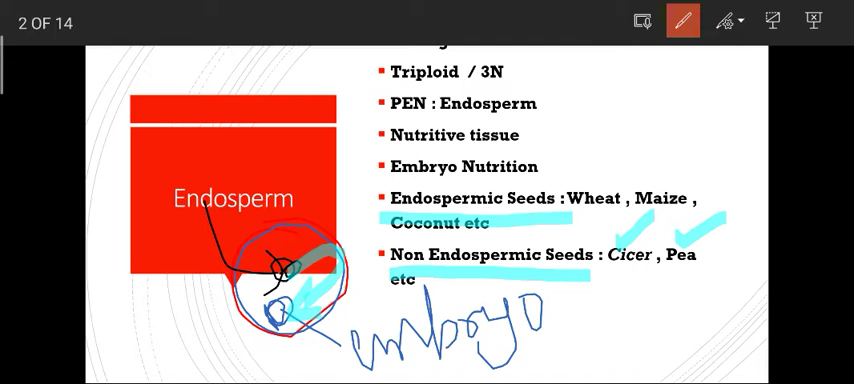 2 OF 14
Triploid / 3N
PEN : Endosperm
Nutritive tissue
Embryo Nutrition
Endospermic Seeds : Wheat , Maize ,
Coconut etc
Non Endospermic Seeds : Cicer , Pea
etc
Endosperm
embryo